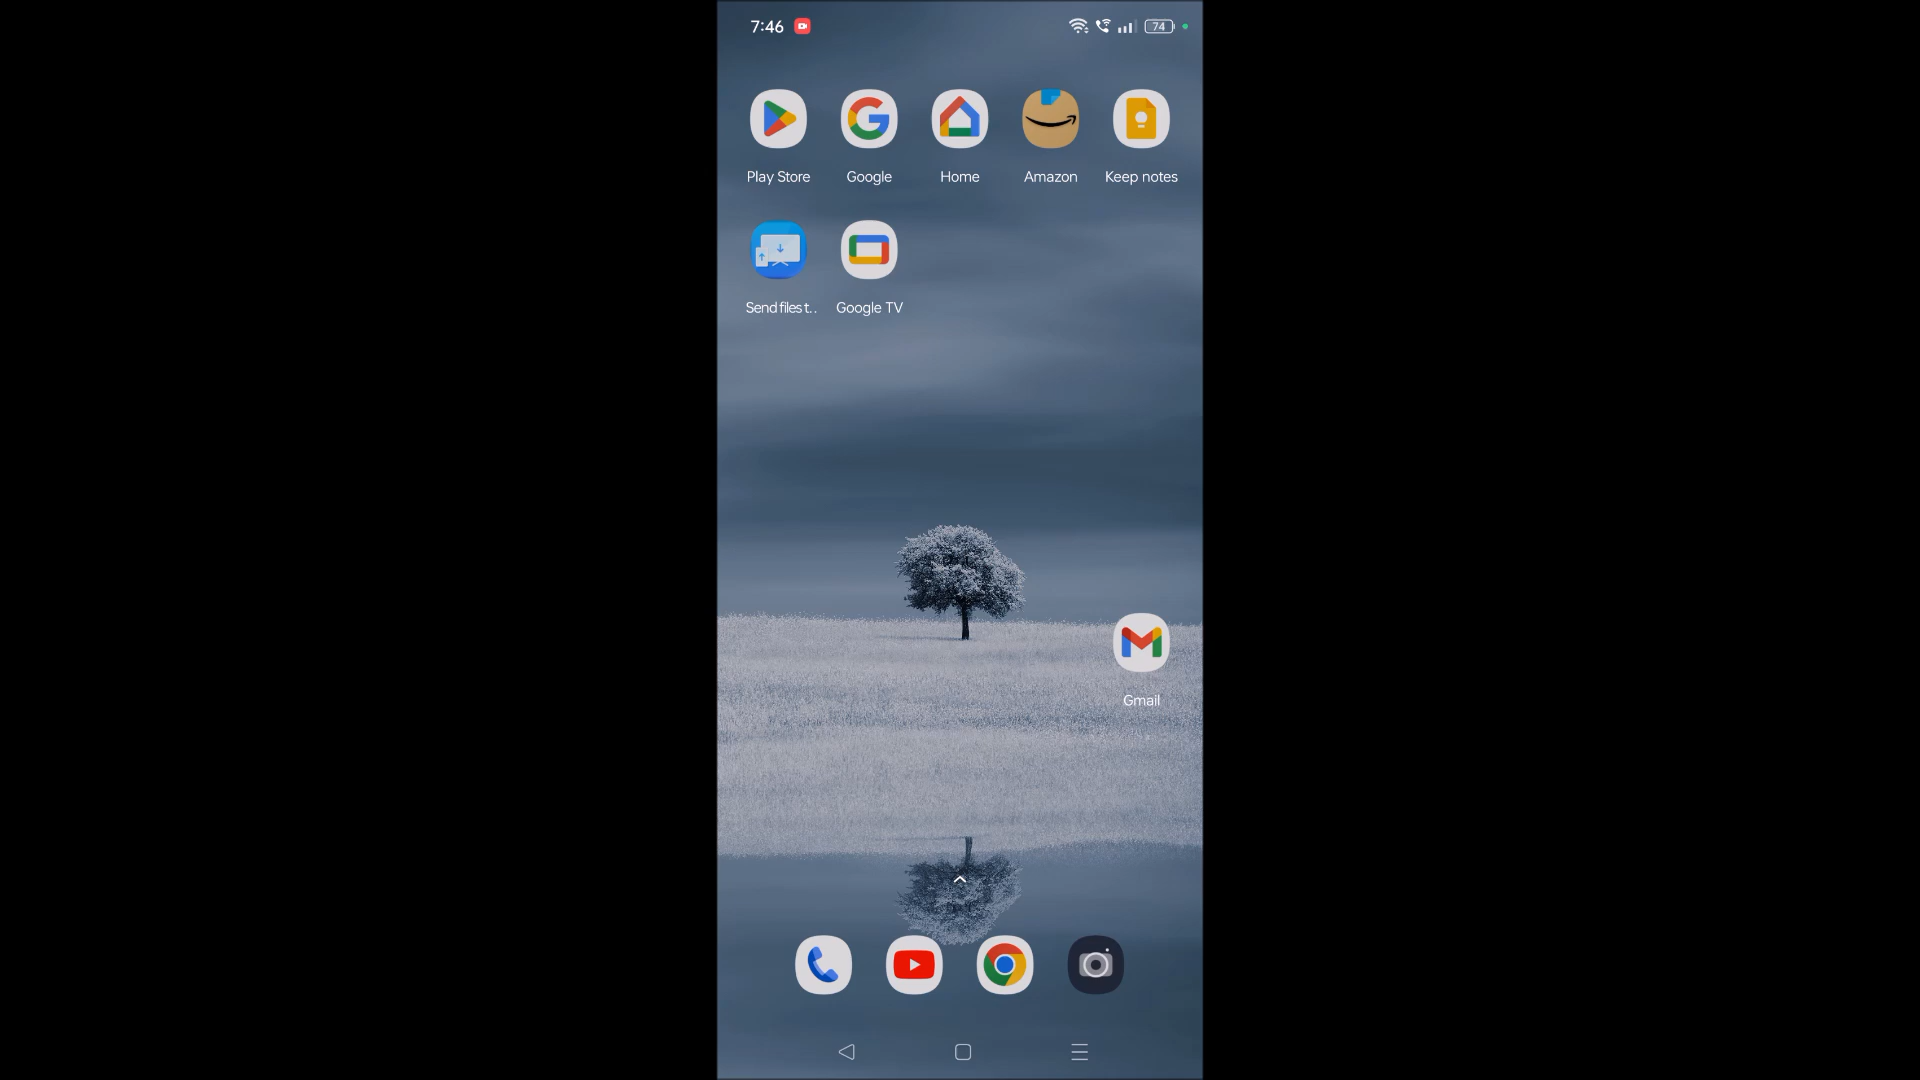 7:46
74
Play Store
Google
Home
Amazon
Keep notes
Send files t..
Google TV
Gmail